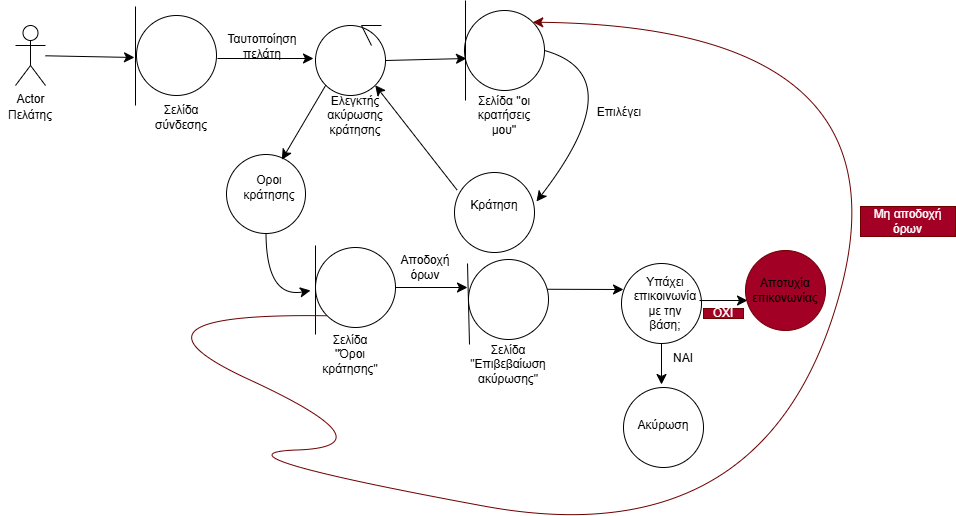 Actor
Πελάτης
Σελίδα
σύνδεσης
Ταυτοποίηση
πελάτη
Ελεγκτής
ακύρωσης
κράτησης
Σελίδα "οι
κρατήσεις
μου"
Επιλέγει
Κράτηση
Οροι
κράτησης
Σελίδα
"Όροι
κράτησης"
Αποδοχή
όρων
Σελίδα
"Επιβεβαίωση
ακύρωσης"
Υπάχει
επικοινωνία
με την
βάση;
ΟΧΙ
Αποτυχία
επικονωνίας
ΝΑΙ
Ακύρωση
Μη αποδοχή
όρων